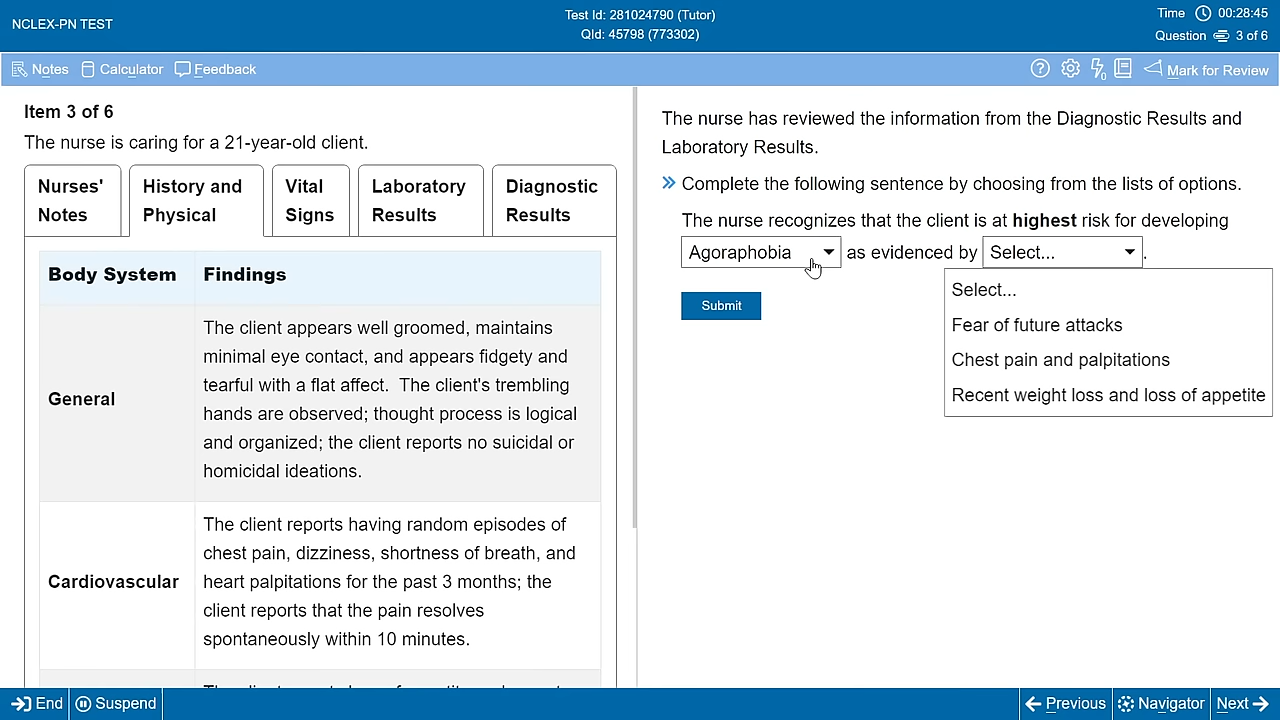 NCLEX-PN TEST
Test Id: 281024790 (Tutor)
QId: 45798 (773302)
Time 00:28:45
Question 3 of 6
Notes Calculator Feedback
Mark for Review
Item 3 of 6
The nurse is caring for a 21-year-old client.
Nurses' Notes
History and Physical
Vital Signs
Laboratory Results
Diagnostic Results
Body System Findings
General
The client appears well groomed, maintains
minimal eye contact, and appears fidgety and
tearful with a flat affect. The client's trembling
hands are observed; thought process is logical
and organized; the client reports no suicidal or
homicidal ideations.
Cardiovascular
The client reports having random episodes of
chest pain, dizziness, shortness of breath, and
heart palpitations for the past 3 months; the
client reports that the pain resolves
spontaneously within 10 minutes.
The nurse has reviewed the information from the Diagnostic Results and
Laboratory Results.
Complete the following sentence by choosing from the lists of options.
The nurse recognizes that the client is at highest risk for developing
Agoraphobia as evidenced by Select... .
Select...
Fear of future attacks
Chest pain and palpitations
Recent weight loss and loss of appetite
Submit
End Suspend Previous Navigator Next